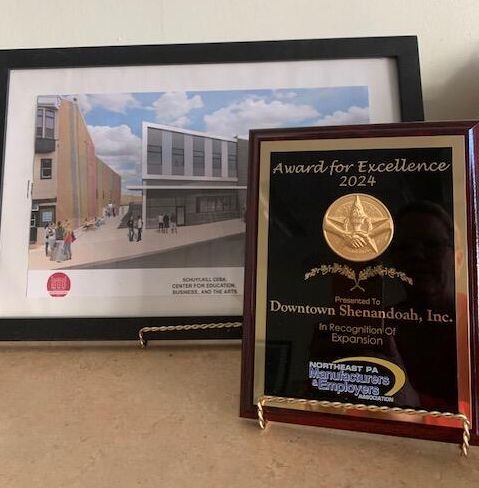 SCHUYLKILL CEBA:
CENTER FOR EDUCATION,
BUSINESS, AND THE ARTS
Award for Excellence
2024
Presented To
Downtown Shenandoah, Inc.
In Recognition Of
Expansion
NORTHEAST PA
Manufacturers
& Employers
ASSOCIATION